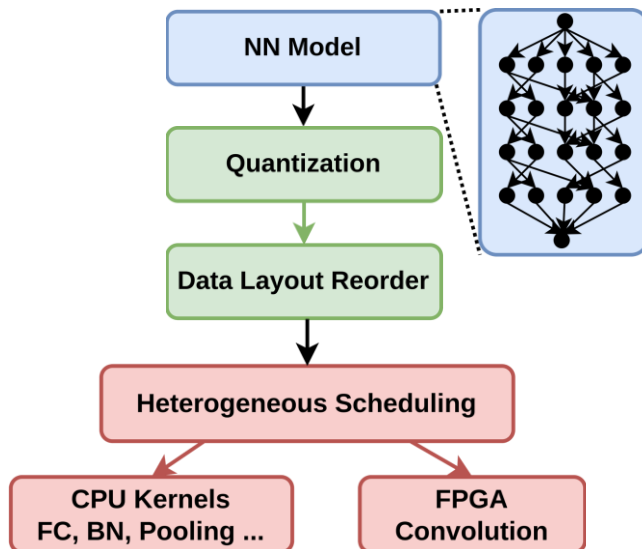 NN Model
Quantization
Data Layout Reorder
Heterogeneous Scheduling
CPU Kernels
FC, BN, Pooling ...
FPGA
Convolution